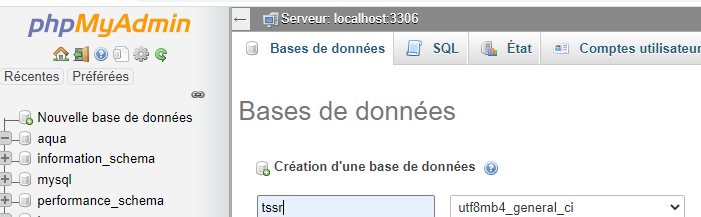 phpMyAdmin
Récentes Préférées
Nouvelle base de données
aqua
information_schema
mysql
performance_schema
Serveur: localhost:3306
Bases de données SQL État Comptes utilisateur
Bases de données
Création d'une base de données
tssr utf8mb4_general_ci